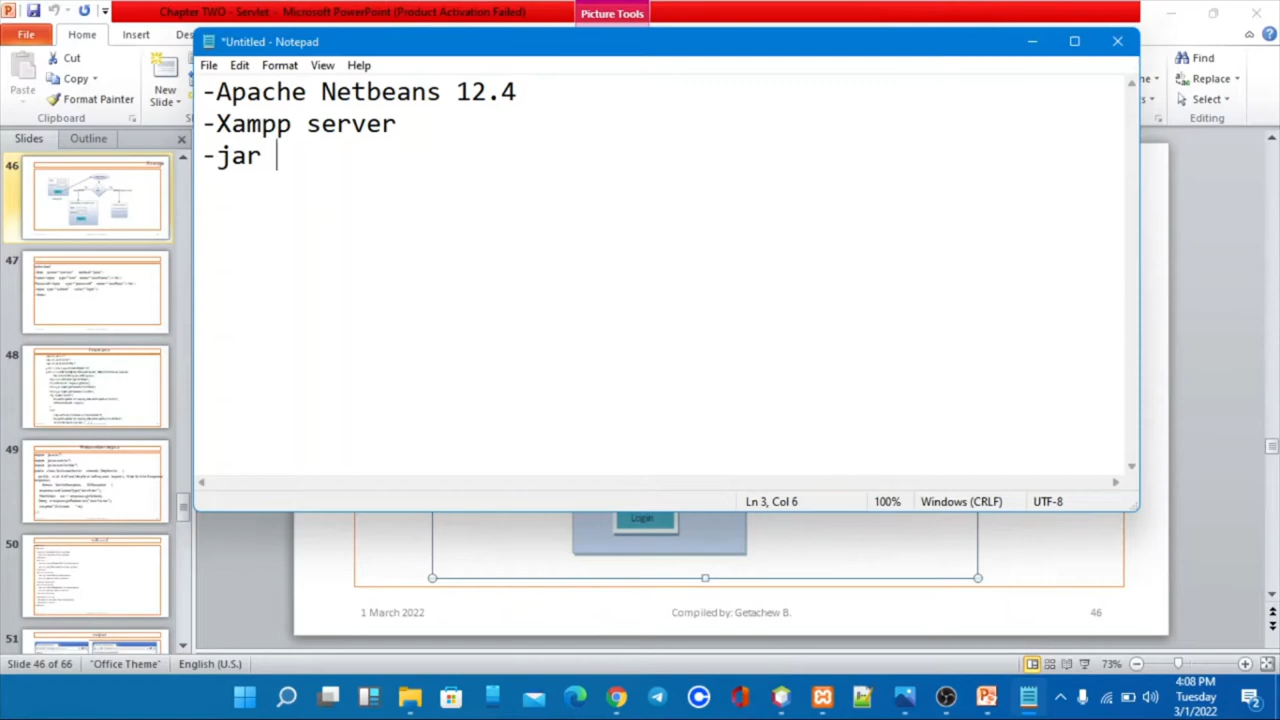 Chapter TWO - Servlet - Microsoft PowerPoint (Product Activation Failed)
Picture Tools
File
Home
Insert
Des
Cut
Copy
Format Painter
Paste
New
Slide
Clipboard
Find
Replace
Select
Editing
*Untitled - Notepad
File Edit Format View Help
-Apache Netbeans 12.4
-Xampp server
-jar
Ln 3, Col 6
100%
Windows (CRLF)
UTF-8
Slides
Outline
46
47
48
49
50
51
Login
1 March 2022
Compiled by: Getachew B.
46
Slide 46 of 66
"Office Theme"
English (U.S.)
73%
4:08 PM
Tuesday
3/1/2022
2